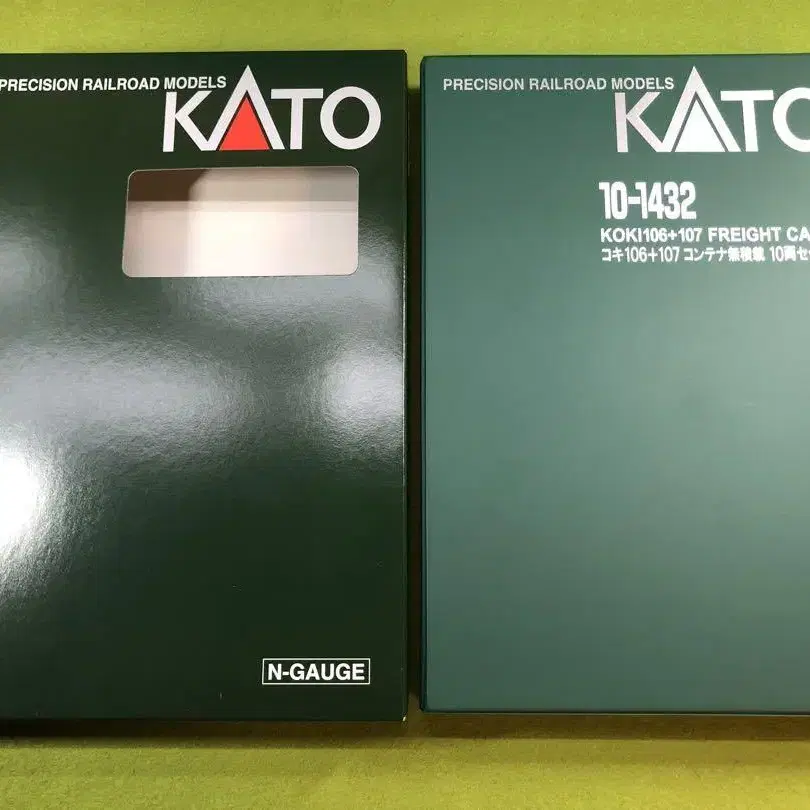 PRECISION RAILROAD MODELS
KATO
N-GAUGE
PRECISION RAILROAD MODELS
KATO
10-1432
KOKI106+107 FREIGHT CA
コキ106+107 コンテナ無積載 10両セッ